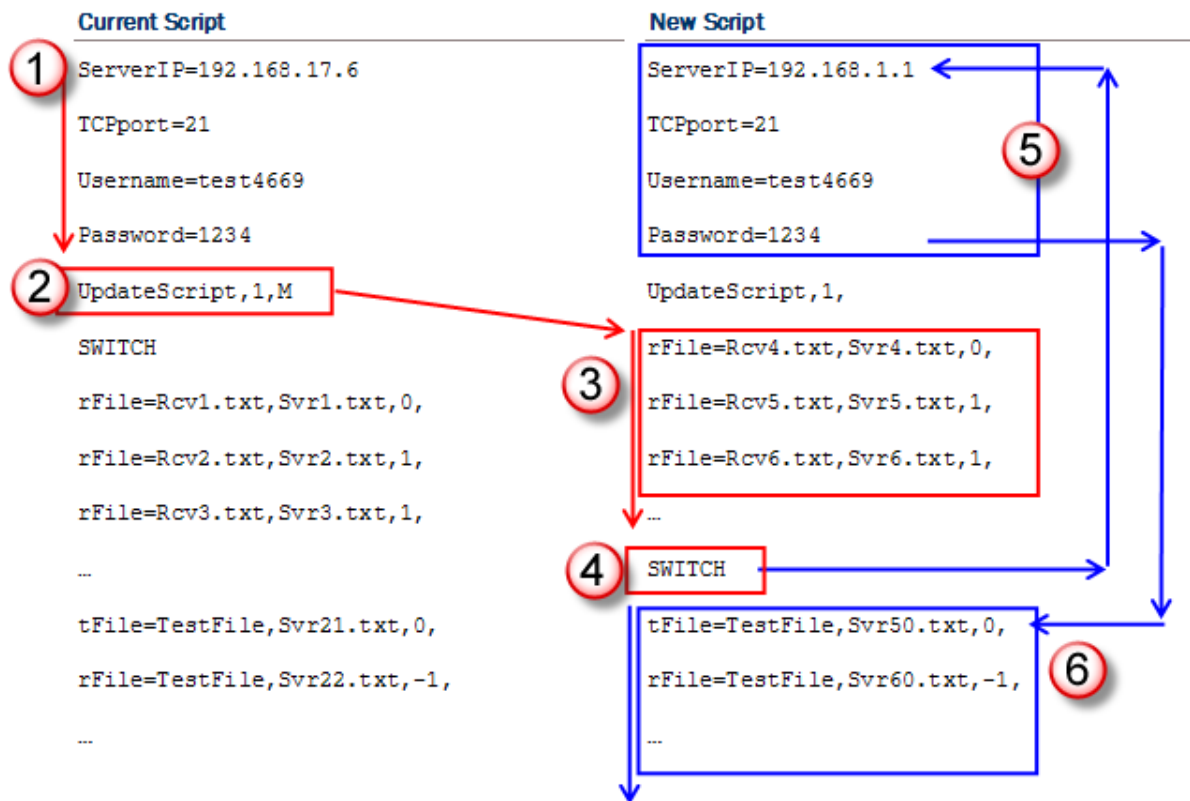 Current Script
1
ServerIP=192.168.17.6
TCPport=21
Username=test4669
Password=1234
2
UpdateScript,1,M
SWITCH
rFile=Rcv1.txt,Svr1.txt,0,
rFile=Rcv2.txt,Svr2.txt,1,
rFile=Rcv3.txt,Svr3.txt,1,
…
tFile=TestFile,Svr21.txt,0,
rFile=TestFile,Svr22.txt,-1,
…
New Script
ServerIP=192.168.1.1
TCPport=21
5
Username=test4669
Password=1234
UpdateScript,1,
3
rFile=Rcv4.txt,Svr4.txt,0,
rFile=Rcv5.txt,Svr5.txt,1,
rFile=Rcv6.txt,Svr6.txt,1,
…
4
SWITCH
tFile=TestFile,Svr50.txt,0,
rFile=TestFile,Svr60.txt,-1,
6
…